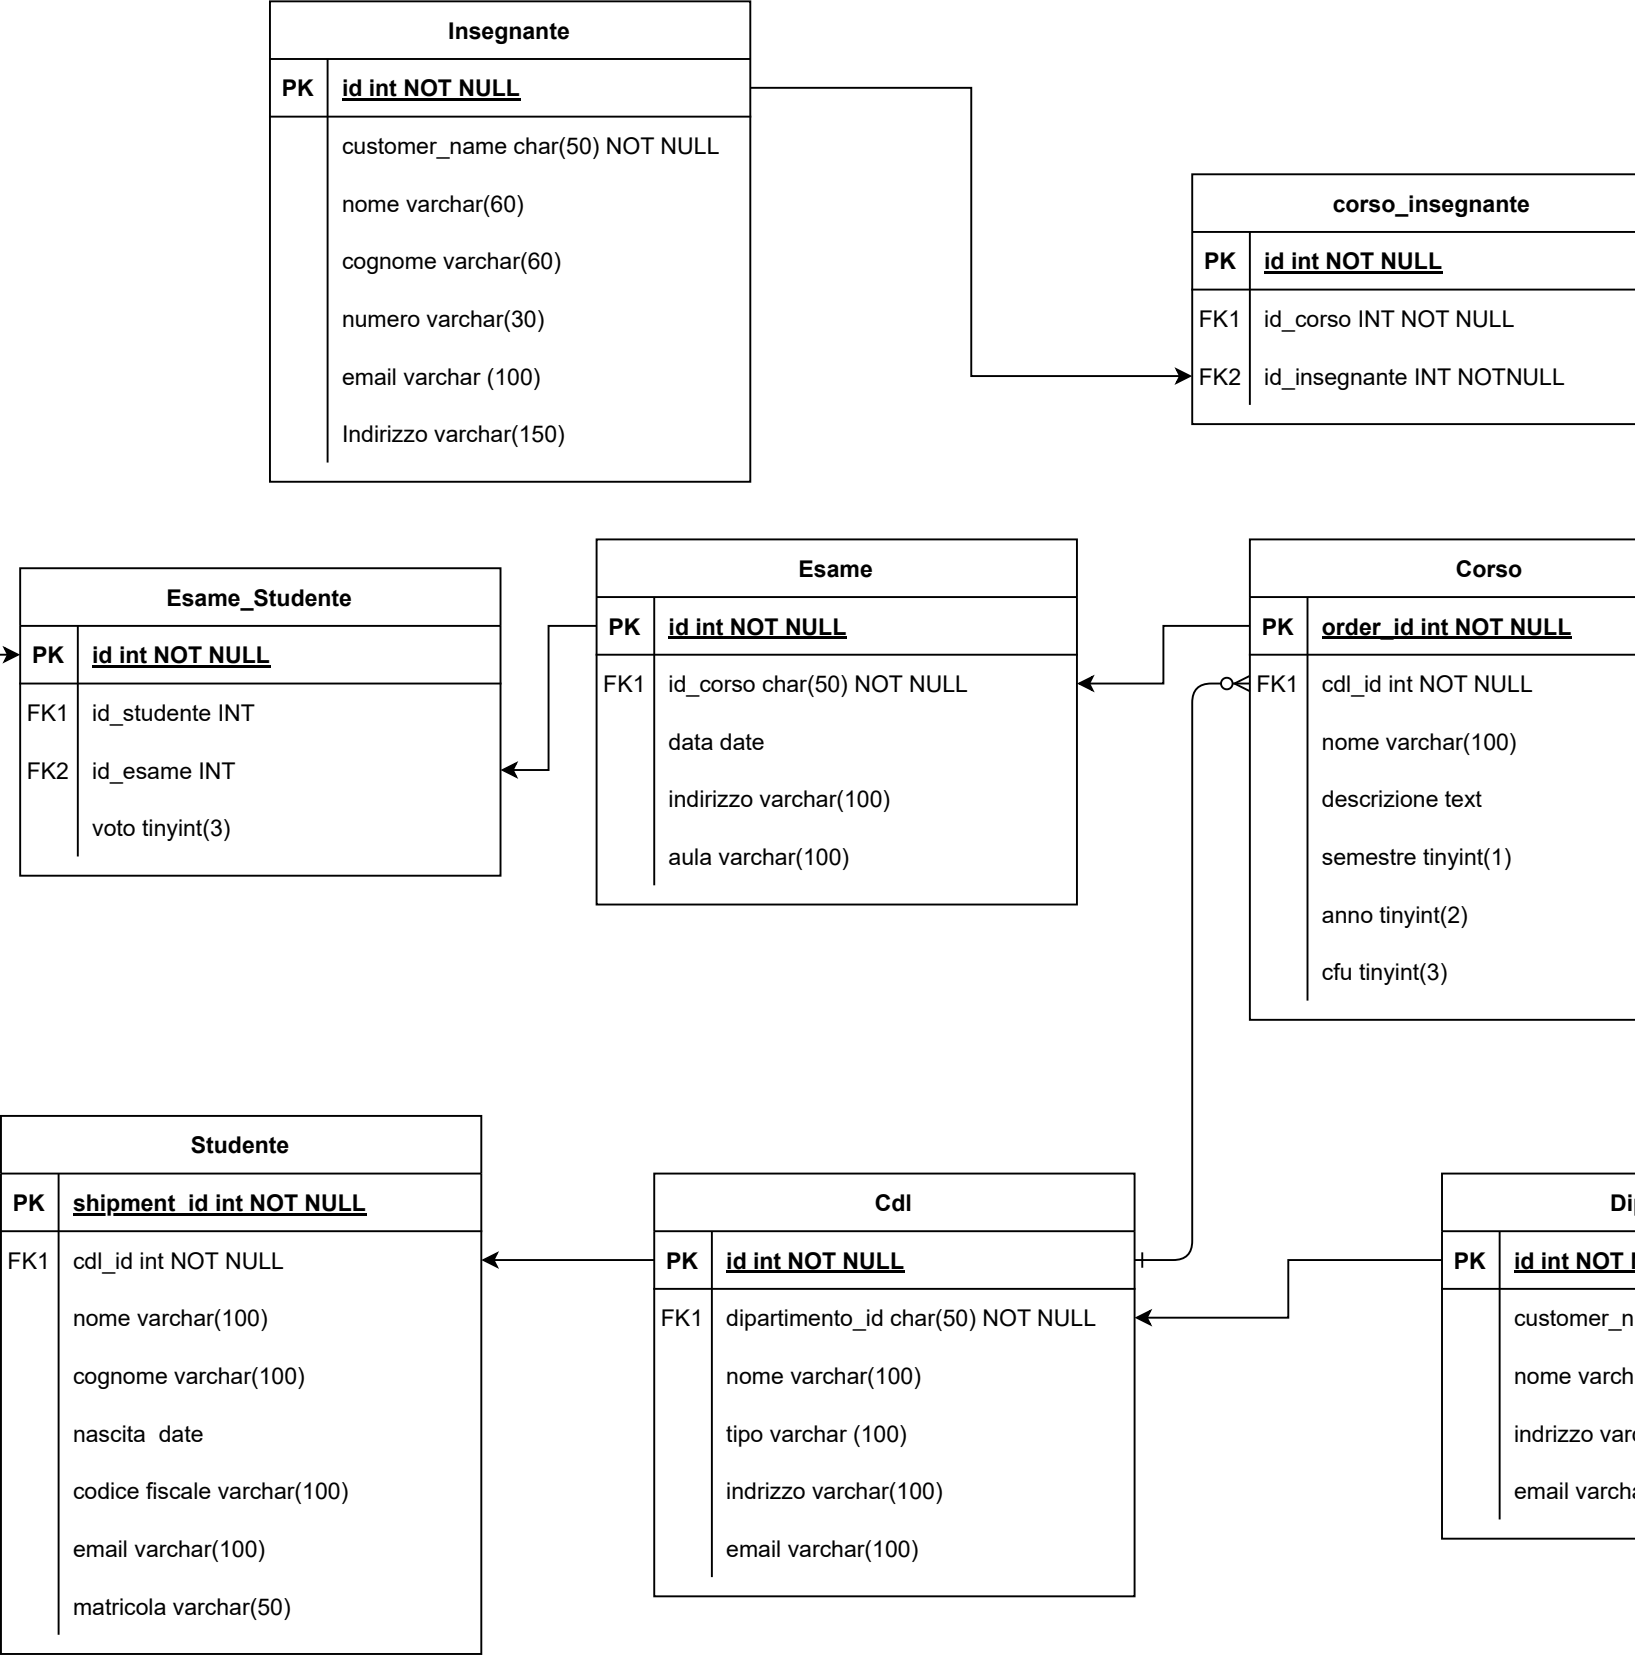 Insegnante
PK id int NOT NULL
customer_name char(50) NOT NULL
nome varchar(60)
cognome varchar(60)
numero varchar(30)
email varchar (100)
Indirizzo varchar(150)
corso_insegnante
PK id int NOT NULL
FK1 id_corso INT NOT NULL
FK2 id_insegnante INT NOTNULL
Esame_Studente
PK id int NOT NULL
FK1 id_studente INT
FK2 id_esame INT
voto tinyint(3)
Esame
PK id int NOT NULL
FK1 id_corso char(50) NOT NULL
data date
indirizzo varchar(100)
aula varchar(100)
Corso
PK order_id int NOT NULL
FK1 cdl_id int NOT NULL
nome varchar(100)
descrizione text
semestre tinyint(1)
anno tinyint(2)
cfu tinyint(3)
Studente
PK shipment_id int NOT NULL
FK1 cdl_id int NOT NULL
nome varchar(100)
cognome varchar(100)
nascita  date
codice fiscale varchar(100)
email varchar(100)
matricola varchar(50)
Cdl
PK id int NOT NULL
FK1 dipartimento_id char(50) NOT NULL
nome varchar(100)
tipo varchar (100)
indrizzo varchar(100)
email varchar(100)
PK id int NOT
nome
indrizzo
email